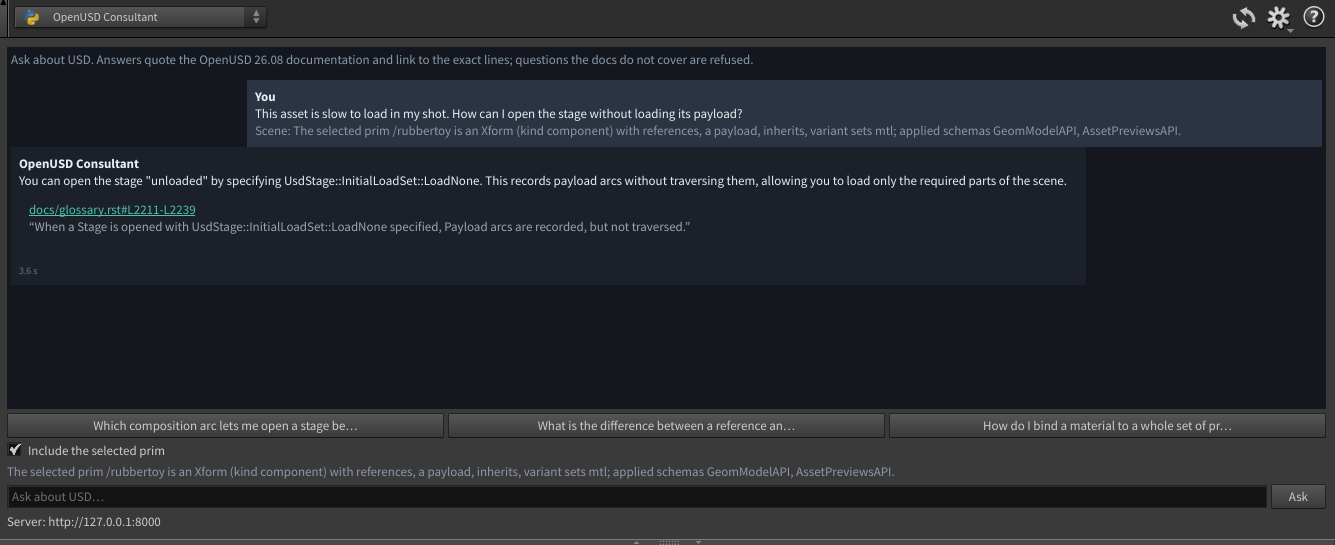 OpenUSD Consultant
Ask about USD. Answers quote the OpenUSD 26.08 documentation and link to the exact lines; questions the docs do not cover are refused.
You
This asset is slow to load in my shot. How can I open the stage without loading its payload?
Scene: The selected prim /rubbertoy is an Xform (kind component) with references, a payload, inherits, variant sets mtl; applied schemas GeomModelAPI, AssetPreviewsAPI.
OpenUSD Consultant
You can open the stage "unloaded" by specifying UsdStage::InitialLoadSet::LoadNone. This records payload arcs without traversing them, allowing you to load only the required parts of the scene.
docs/glossary.rst#L2211-L2239
“When a Stage is opened with UsdStage::InitialLoadSet::LoadNone specified, Payload arcs are recorded, but not traversed.”
3.6 s
Which composition arc lets me open a stage be…
What is the difference between a reference an…
How do I bind a material to a whole set of pr…
Include the selected prim
The selected prim /rubbertoy is an Xform (kind component) with references, a payload, inherits, variant sets mtl; applied schemas GeomModelAPI, AssetPreviewsAPI.
Ask about USD…
Ask
Server: http://127.0.0.1:8000